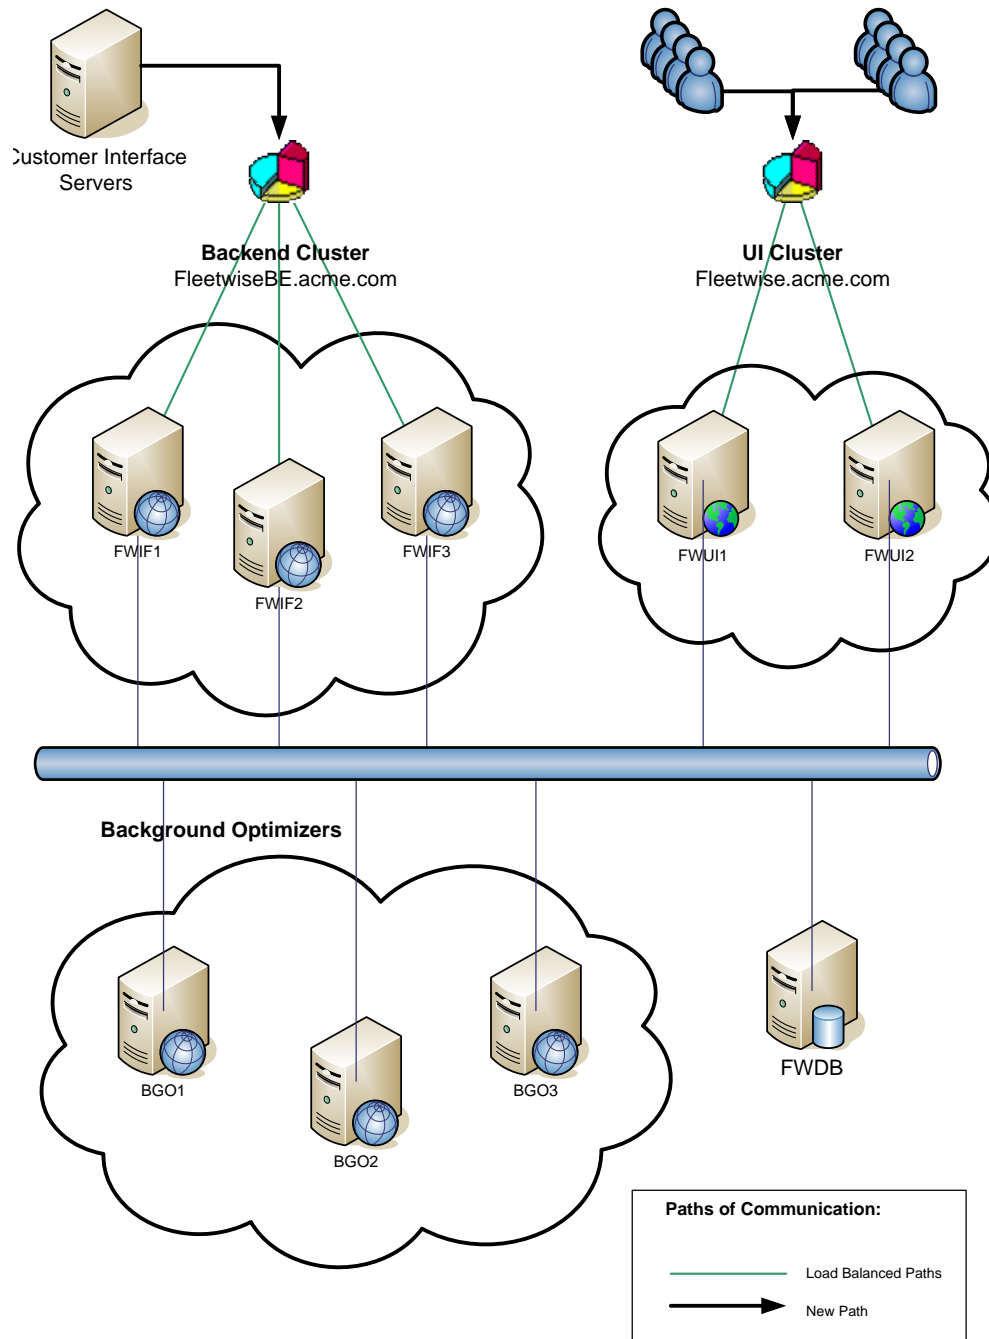 Customer Interface
Servers
Backend Cluster
FleetwiseBE.acme.com
UI Cluster
Fleetwise.acme.com
FWIF1
FWIF2
FWIF3
FWUI1
FWUI2
Background Optimizers
BGO1
BGO2
BGO3
FWDB
Paths of Communication:
Load Balanced Paths
New Path